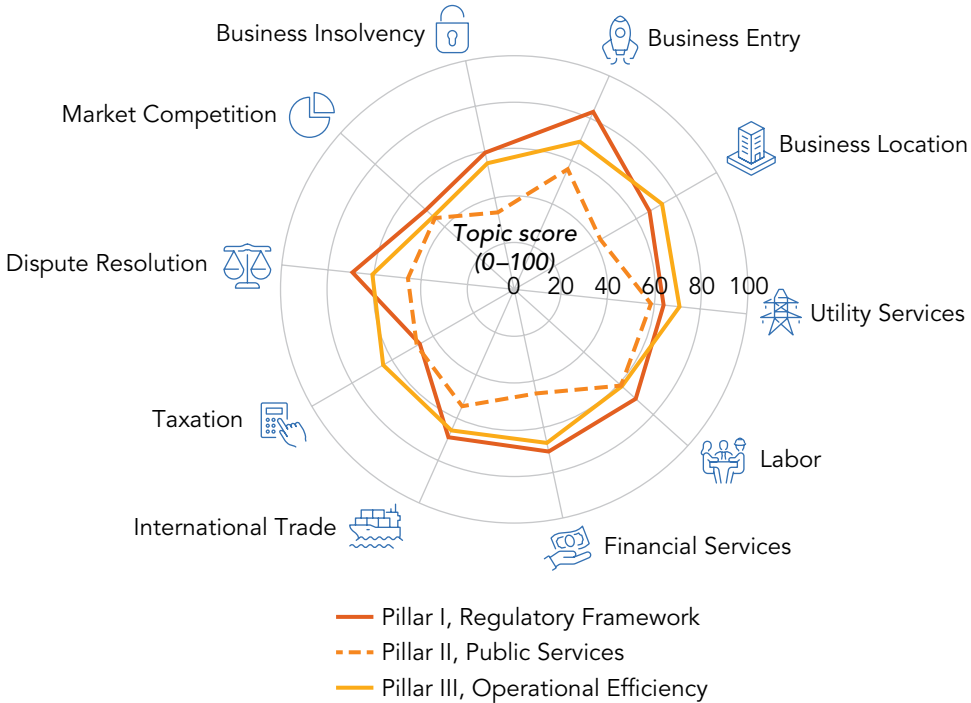 Business Insolvency
Business Entry
Market Competition
Business Location
Topic score
(0–100)
Dispute Resolution
0 20 40 60 80 100
Utility Services
Taxation
Labor
International Trade
Financial Services
Pillar I, Regulatory Framework
Pillar II, Public Services
Pillar III, Operational Efficiency